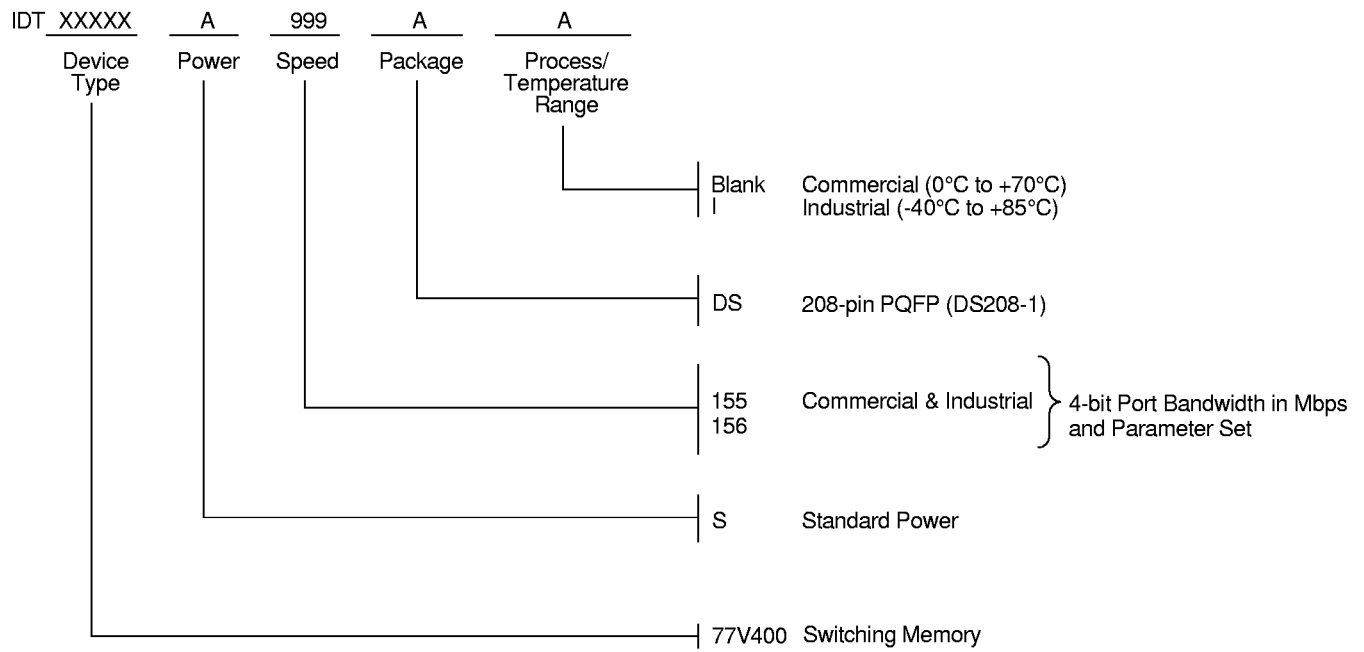 IDT XXXXX A 999 A A
Device Type
Power
Speed
Package
Process/
Temperature
Range
Blank Commercial (0°C to +70°C)
I Industrial (-40°C to +85°C)
DS 208-pin PQFP (DS208-1)
155 Commercial & Industrial
156
4-bit Port Bandwidth in Mbps
and Parameter Set
S Standard Power
77V400 Switching Memory